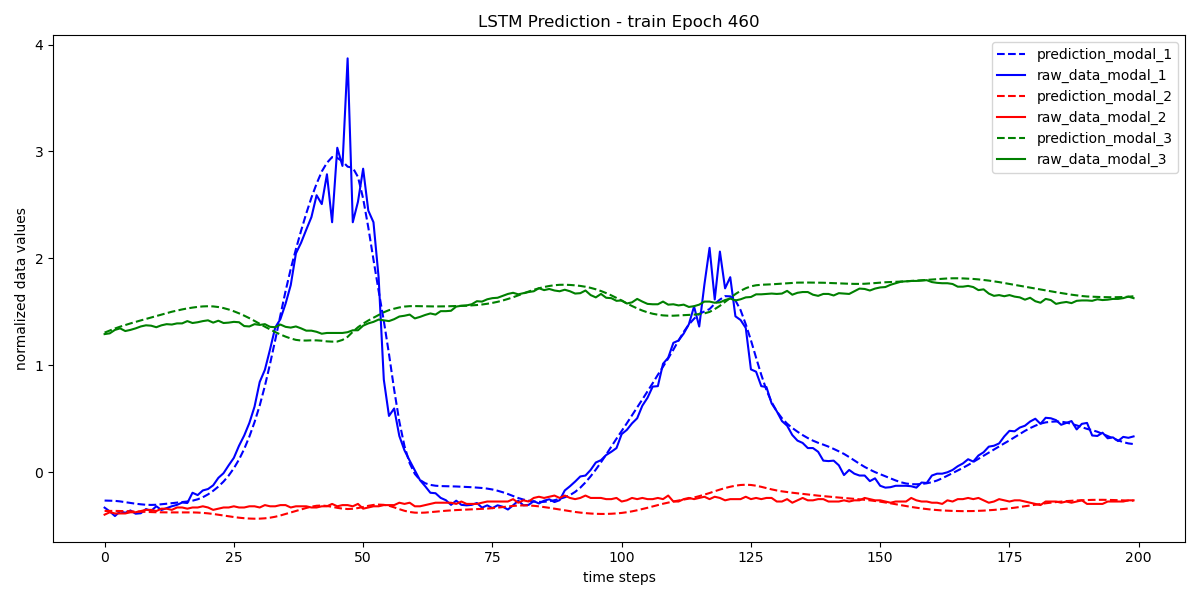 LSTM Prediction - train Epoch 460
prediction_modal_1
raw_data_modal_1
prediction_modal_2
raw_data_modal_2
prediction_modal_3
raw_data_modal_3
normalized data values
4
3
2
1
0
0 25 50 75 100 125 150 175 200
time steps